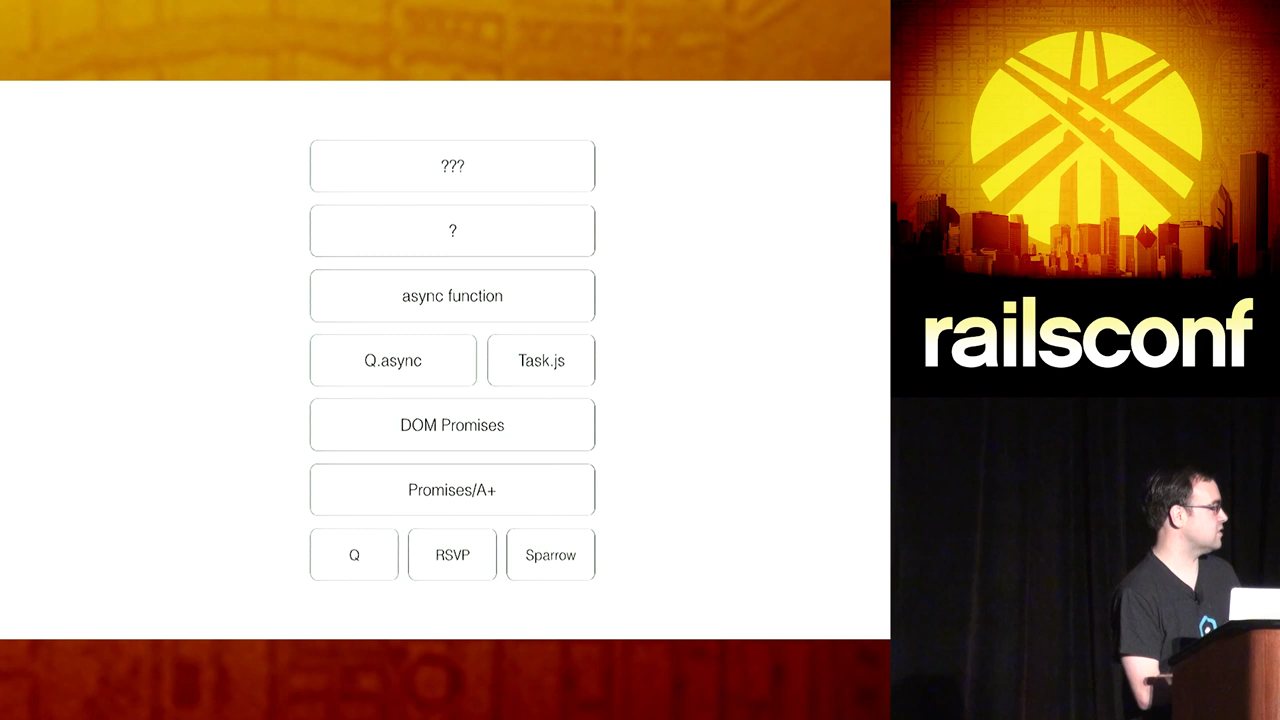 ???
?
async function
Q.async Task.js
DOM Promises
Promises/A+
Q RSVP Sparrow
railsconf